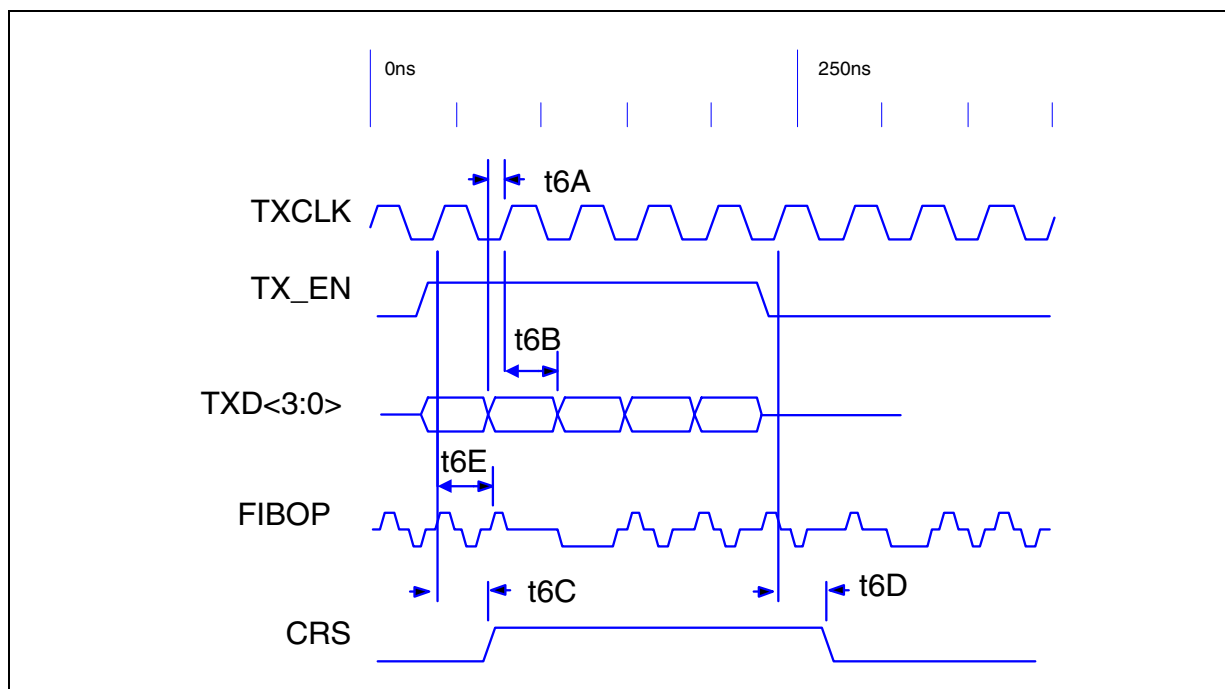 0ns
250ns
t6A
TXCLK
TX_EN
t6B
TXD<3:0>
t6E
FIBOP
t6C
t6D
CRS